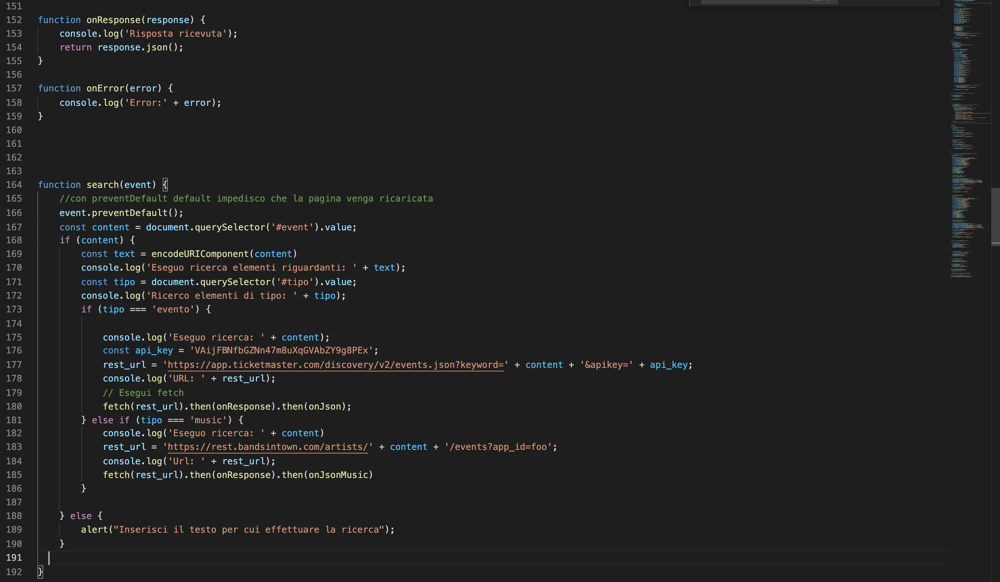 151
152 function onResponse(response) {
153     console.log('Risposta ricevuta');
154     return response.json();
155 }
156
157 function onError(error) {
158     console.log('Error:' + error);
159 }
160
161
162
163
164 function search(event) {
165     //con preventDefault default impedisco che la pagina venga ricaricata
166     event.preventDefault();
167     const content = document.querySelector('#event').value;
168     if (content) {
169         const text = encodeURIComponent(content)
170         console.log('Eseguo ricerca elementi riguardanti: ' + text);
171         const tipo = document.querySelector('#tipo').value;
172         console.log('Ricerco elementi di tipo: ' + tipo);
173         if (tipo === 'evento') {
174
175             console.log('Eseguo ricerca: ' + content);
176             const api_key = 'VAijFBNfbGZNn47m8uXqGVAbZY9g8PEx';
177             rest_url = 'https://app.ticketmaster.com/discovery/v2/events.json?keyword=' + content + '&apikey=' + api_key;
178             console.log('URL: ' + rest_url);
179             // Esegui fetch
180             fetch(rest_url).then(onResponse).then(onJson);
181         } else if (tipo === 'music') {
182             console.log('Eseguo ricerca: ' + content)
183             rest_url = 'https://rest.bandsintown.com/artists/' + content + '/events?app_id=foo';
184             console.log('Url: ' + rest_url);
185             fetch(rest_url).then(onResponse).then(onJsonMusic)
186         }
187
188     } else {
189         alert("Inserisci il testo per cui effettuare la ricerca");
190     }
191
192 }